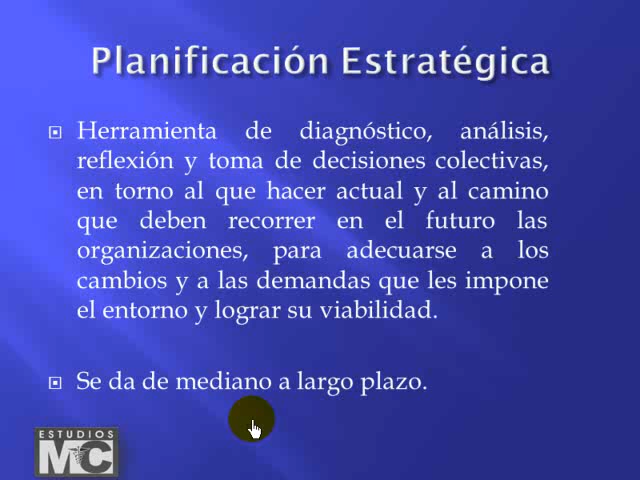 Planificación Estratégica
Herramienta de diagnóstico, análisis,
reflexión y toma de decisiones colectivas,
en torno al que hacer actual y al camino
que deben recorrer en el futuro las
organizaciones, para adecuarse a los
cambios y a las demandas que les impone
el entorno y lograr su viabilidad.
Se da de mediano a largo plazo.
ESTUDIOS
MC